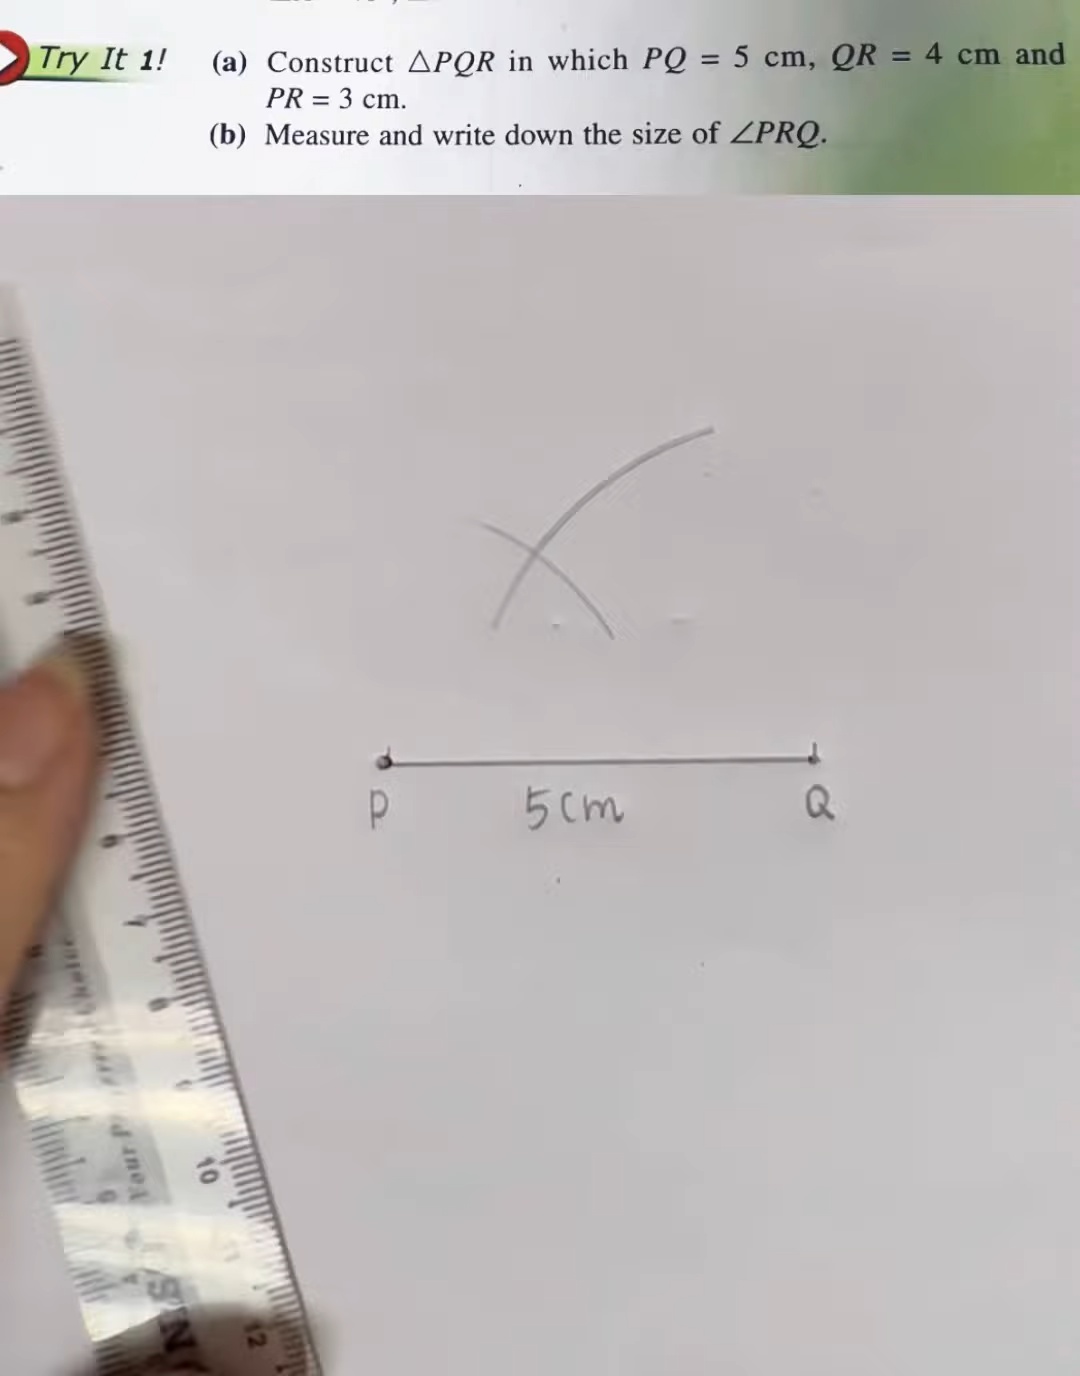 Try It 1! (a) Construct △PQR in which PQ = 5 cm, QR = 4 cm and
PR = 3 cm.
(b) Measure and write down the size of ∠PRQ.
P 5cm Q
10
12